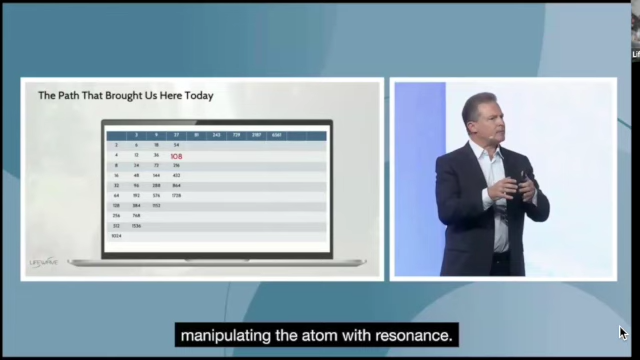 The Path That Brought Us Here Today
3 9 27 81 243 729 2187 6561
2 6 18 54
4 12 36 108
8 24 72 216
16 48 144 432
32 96 288 864
64 192 576 1728
128 384 1152
256 768
512 1536
1024
LIFEWAVE
manipulating the atom with resonance.